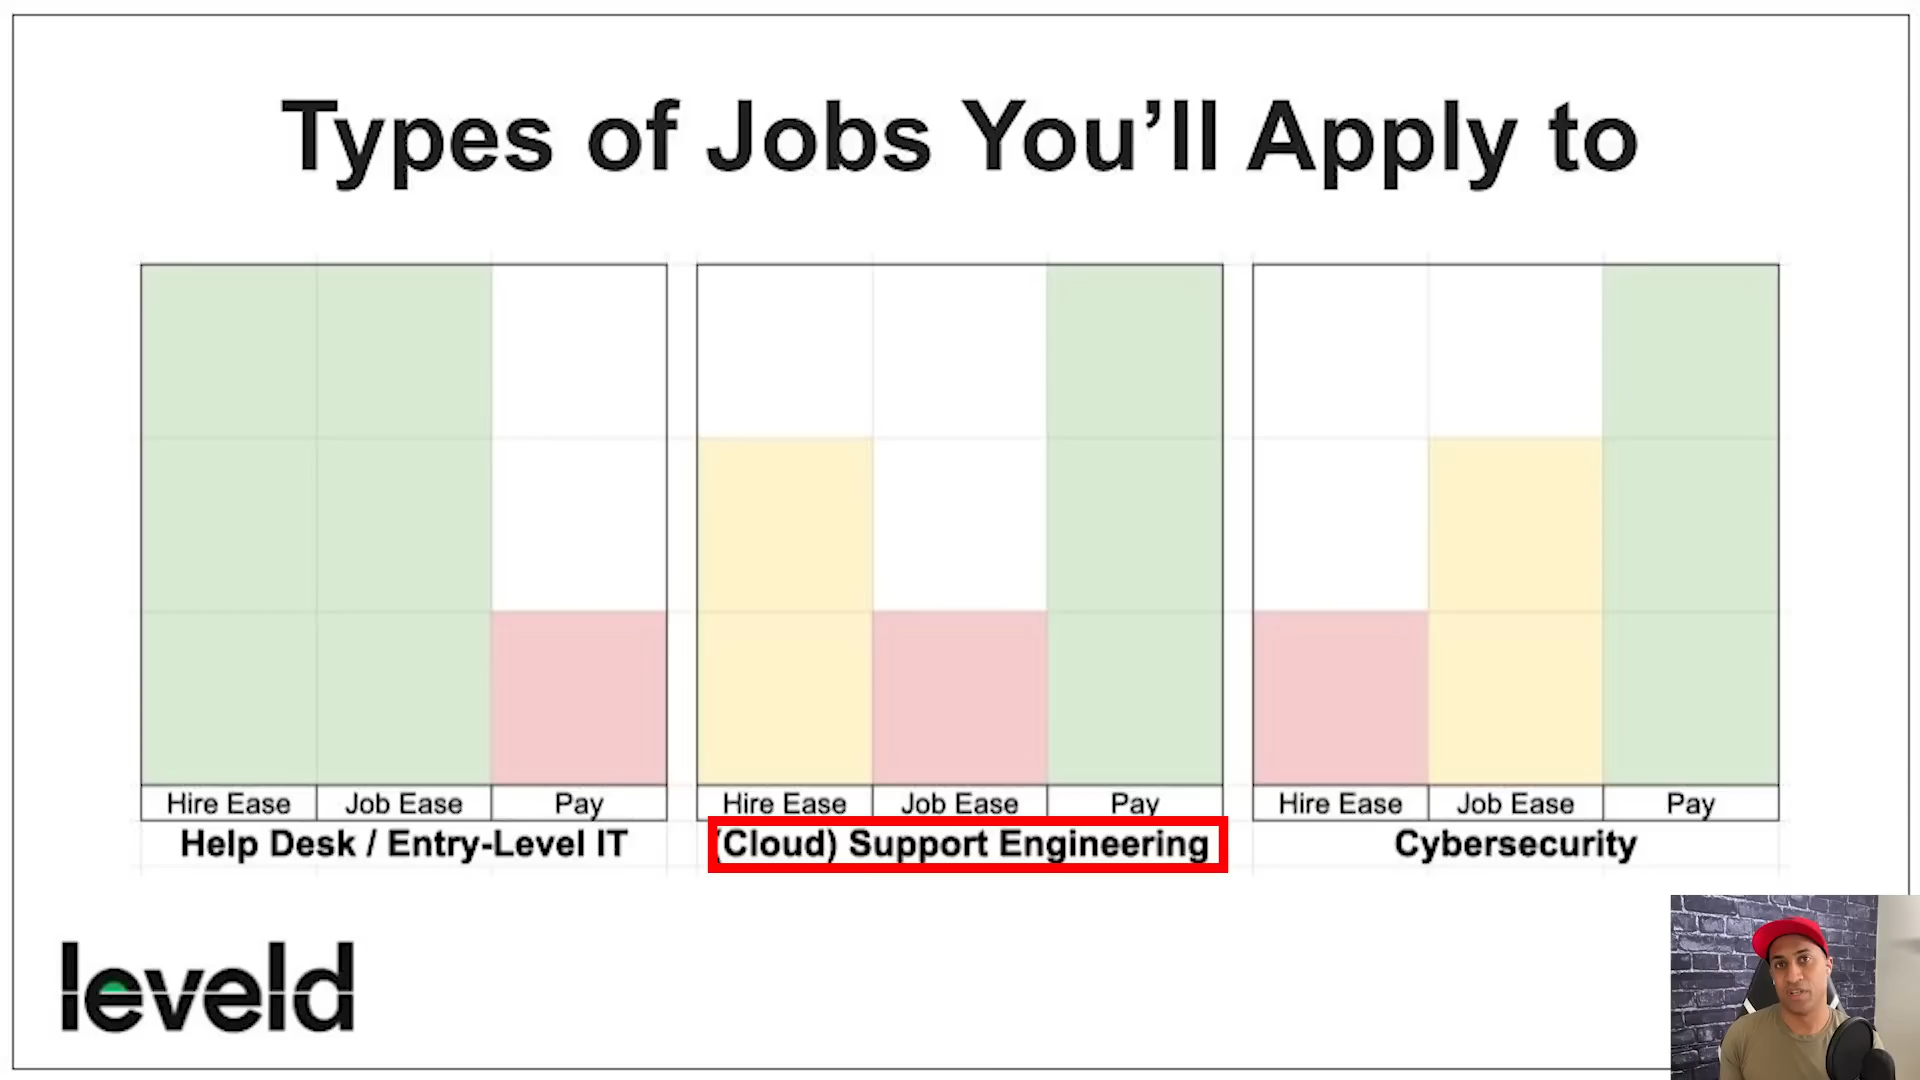 Types of Jobs You’ll Apply to
Hire Ease Job Ease Pay
Help Desk / Entry-Level IT
Hire Ease Job Ease Pay
(Cloud) Support Engineering
Hire Ease Job Ease Pay
Cybersecurity
leveld